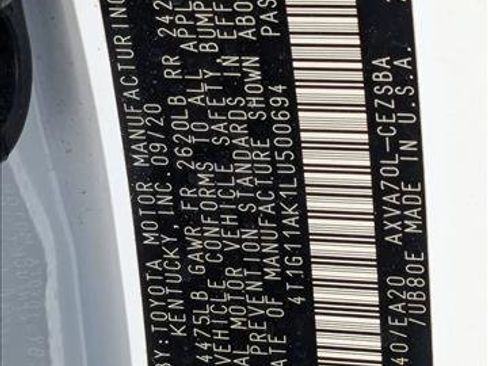 BY:TOYOTA MOTOR MANUFACTURING
KENTUCKY, INC. 09/20
4475LB GAWR FR 2620LB RR 242
VEHICLE CONFORMS TO ALL APPL
AL MOTOR VEHICLE SAFETY, BUMP
PREVENTION STANDARDS IN EFF
ATE OF MANUFACTURE SHOWN ABO
4T1G11AK1LU500694 PAS
40/EA20 AXVA70L-CEZSBA
/UB80E MADE IN U.S.A.